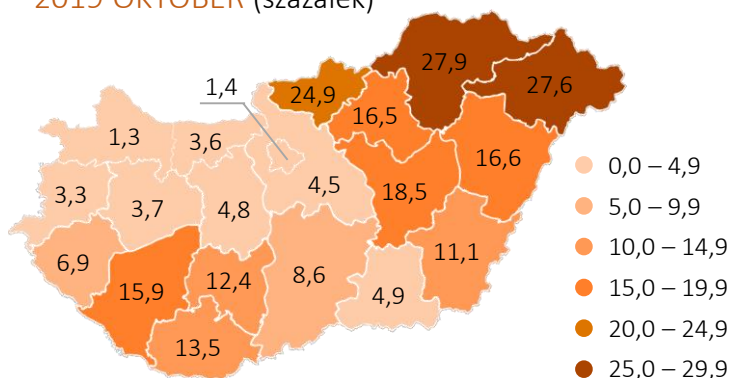 2019 OKTÓBER (százalék)
27,9
1,4
24,9
27,6
16,5
1,3
3,6
16,6
0,0 – 4,9
3,3
3,7
4,8
4,5
18,5
5,0 – 9,9
6,9
12,4
8,6
11,1
10,0 – 14,9
15,9
4,9
15,0 – 19,9
13,5
20,0 – 24,9
25,0 – 29,9